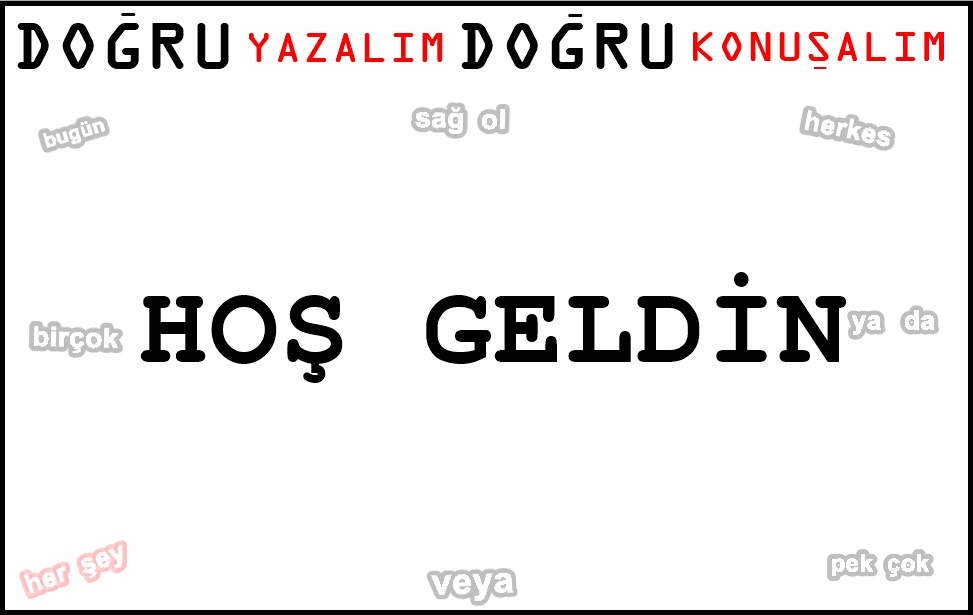 DOĞRU YAZALIM DOĞRU KONUŞALIM
bugün
sağ ol
herkes
birçok
HOŞ GELDİN
ya da
her şey
veya
pek çok